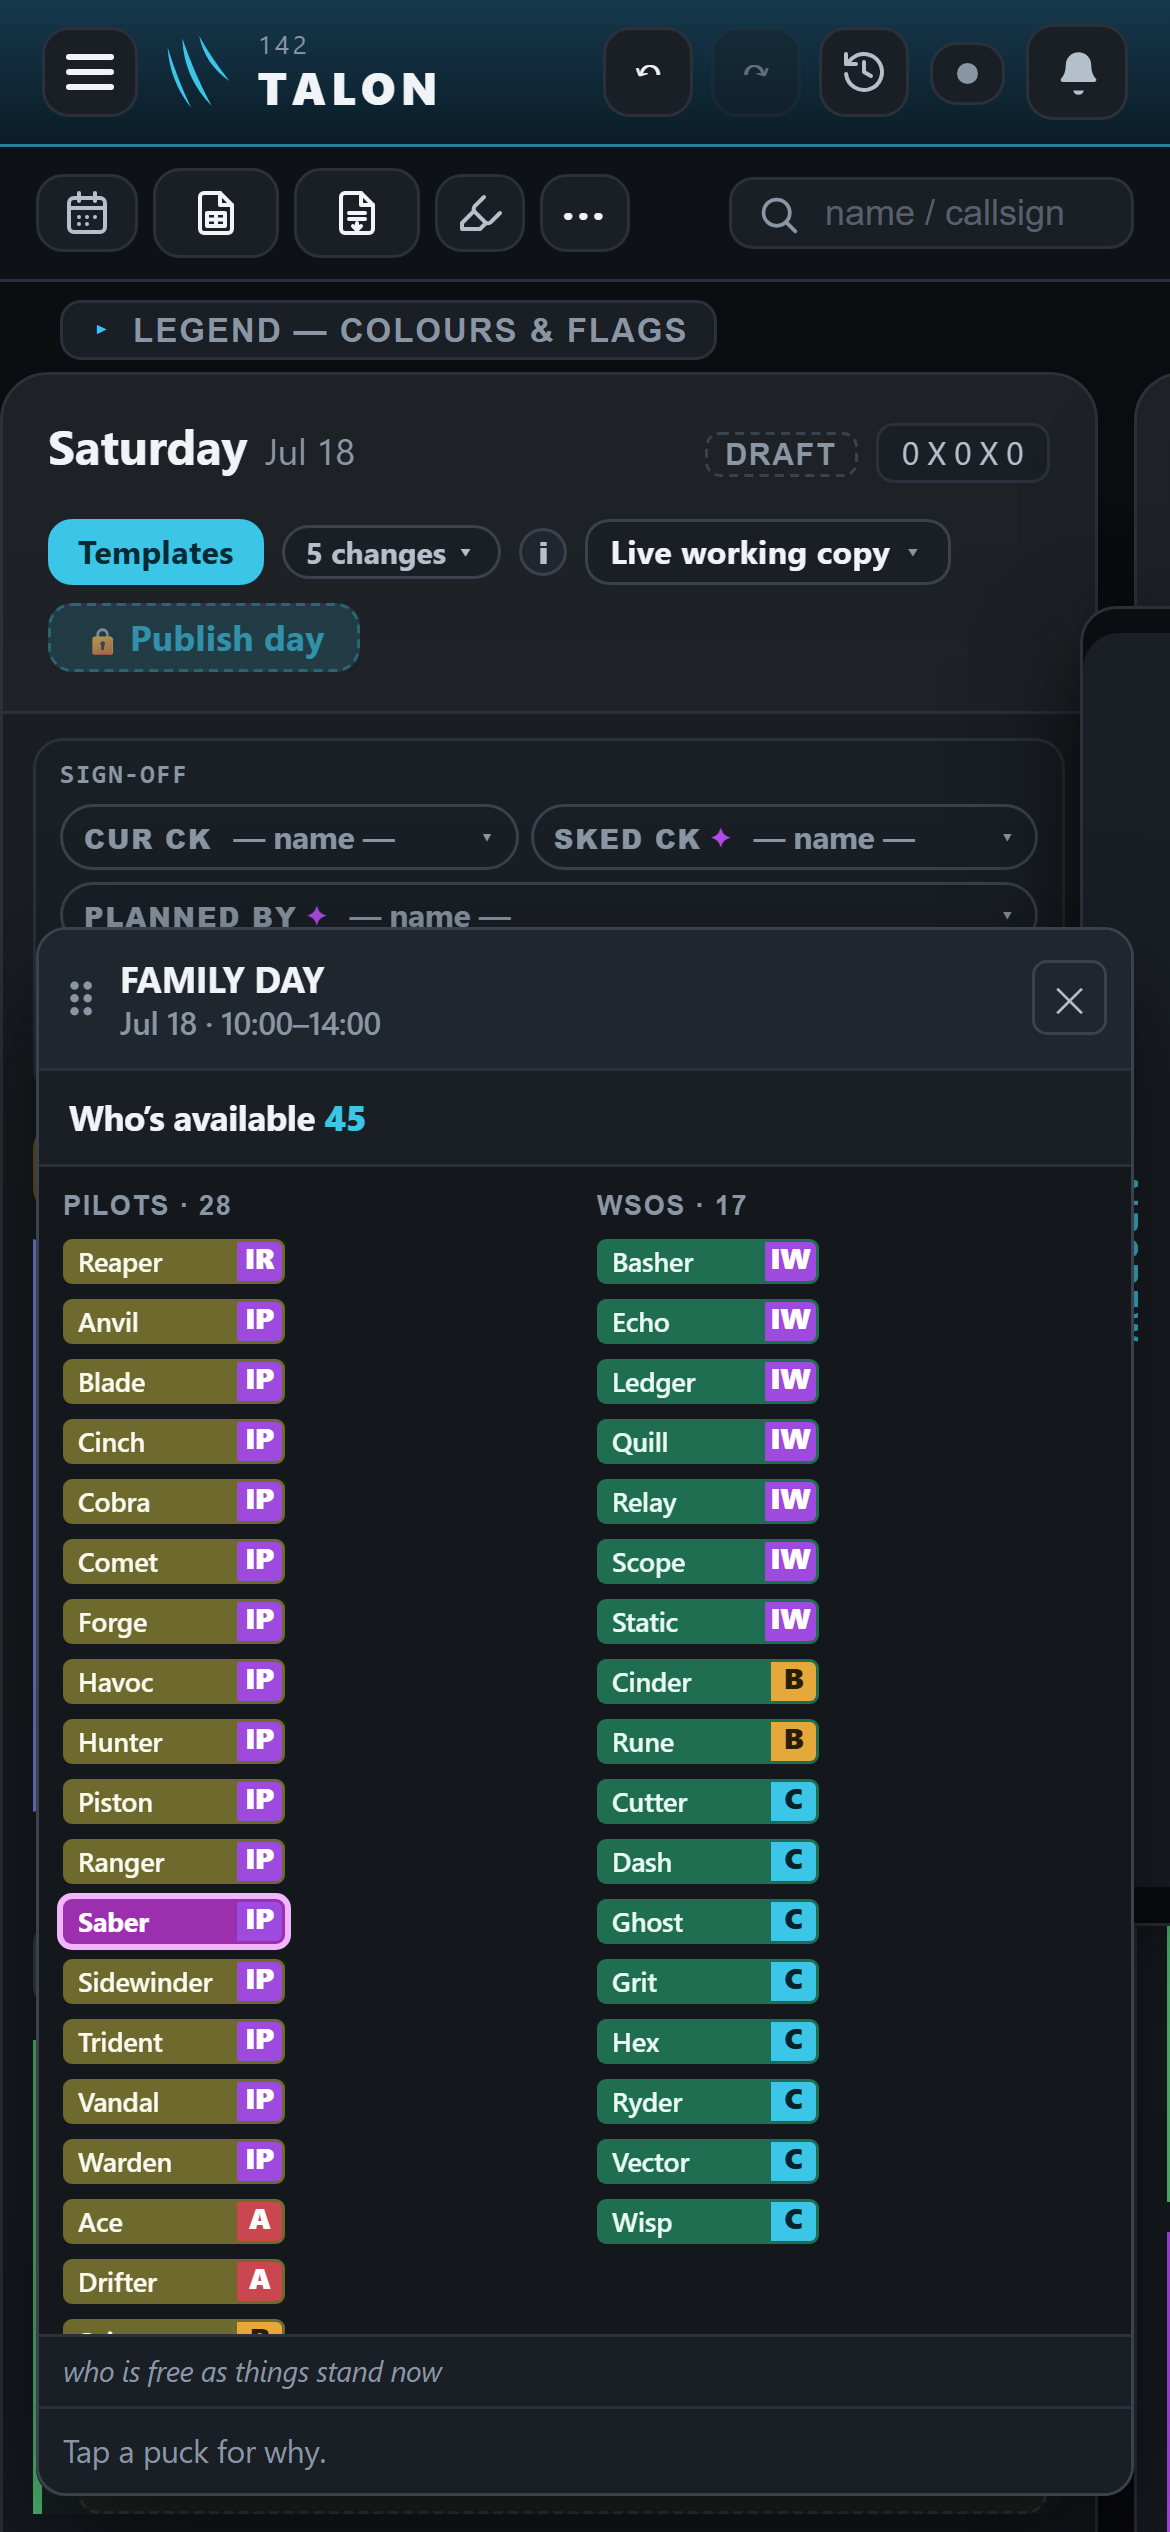 142
TALON
name / callsign
LEGEND — COLOURS & FLAGS
Saturday Jul 18
DRAFT
0 X 0 X 0
Templates
5 changes
i
Live working copy
Publish day
SIGN-OFF
CUR CK — name —
SKED CK — name —
PLANNED BY — name —
FAMILY DAY
Jul 18 · 10:00–14:00
Who's available 45
PILOTS · 28
WSOS · 17
Reaper IR
Basher IW
Anvil IP
Echo IW
Blade IP
Ledger IW
Cinch IP
Quill IW
Cobra IP
Relay IW
Comet IP
Scope IW
Forge IP
Static IW
Havoc IP
Cinder B
Hunter IP
Rune B
Piston IP
Cutter C
Ranger IP
Dash C
Saber IP
Ghost C
Sidewinder IP
Grit C
Trident IP
Hex C
Vandal IP
Ryder C
Warden IP
Vector C
Ace A
Wisp C
Drifter A
who is free as things stand now
Tap a puck for why.